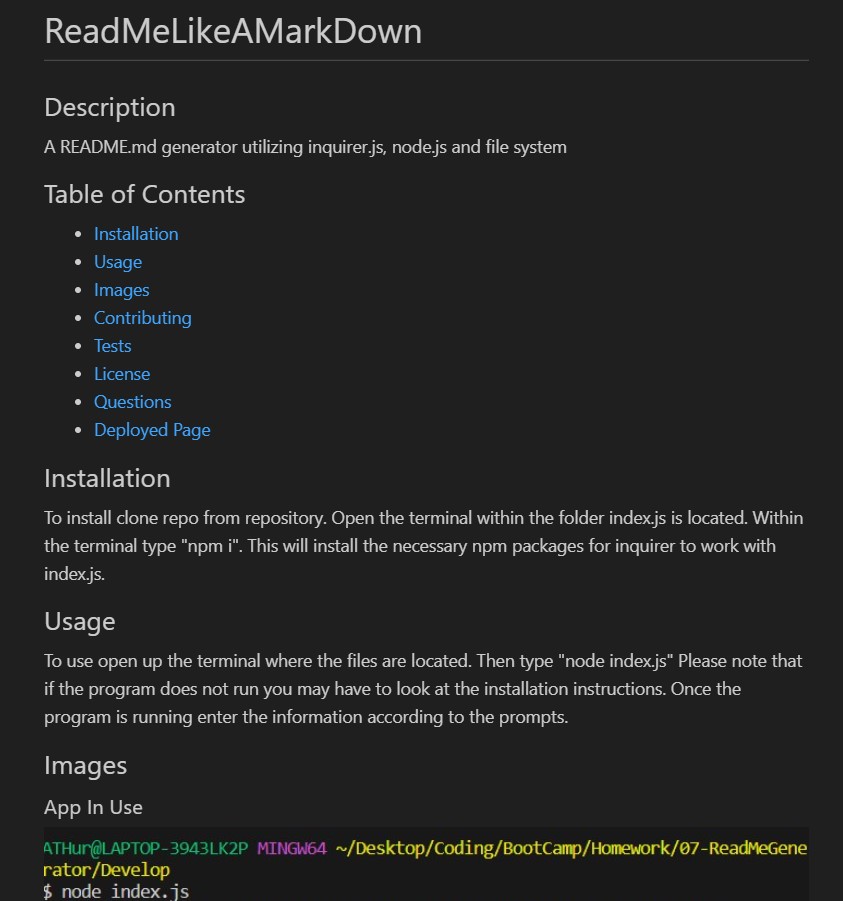 ReadMeLikeAMarkDown
Description
A README.md generator utilizing inquirer.js, node.js and file system
Table of Contents
Installation
Usage
Images
Contributing
Tests
License
Questions
Deployed Page
Installation
To install clone repo from repository. Open the terminal within the folder index.js is located. Within
the terminal type "npm i". This will install the necessary npm packages for inquirer to work with
index.js.
Usage
To use open up the terminal where the files are located. Then type "node index.js" Please note that
if the program does not run you may have to look at the installation instructions. Once the
program is running enter the information according to the prompts.
Images
App In Use
ATHur@LAPTOP-3943LK2P MINGW64 ~/Desktop/Coding/BootCamp/Homework/07-ReadMeGene
rator/Develop
$ node index.js